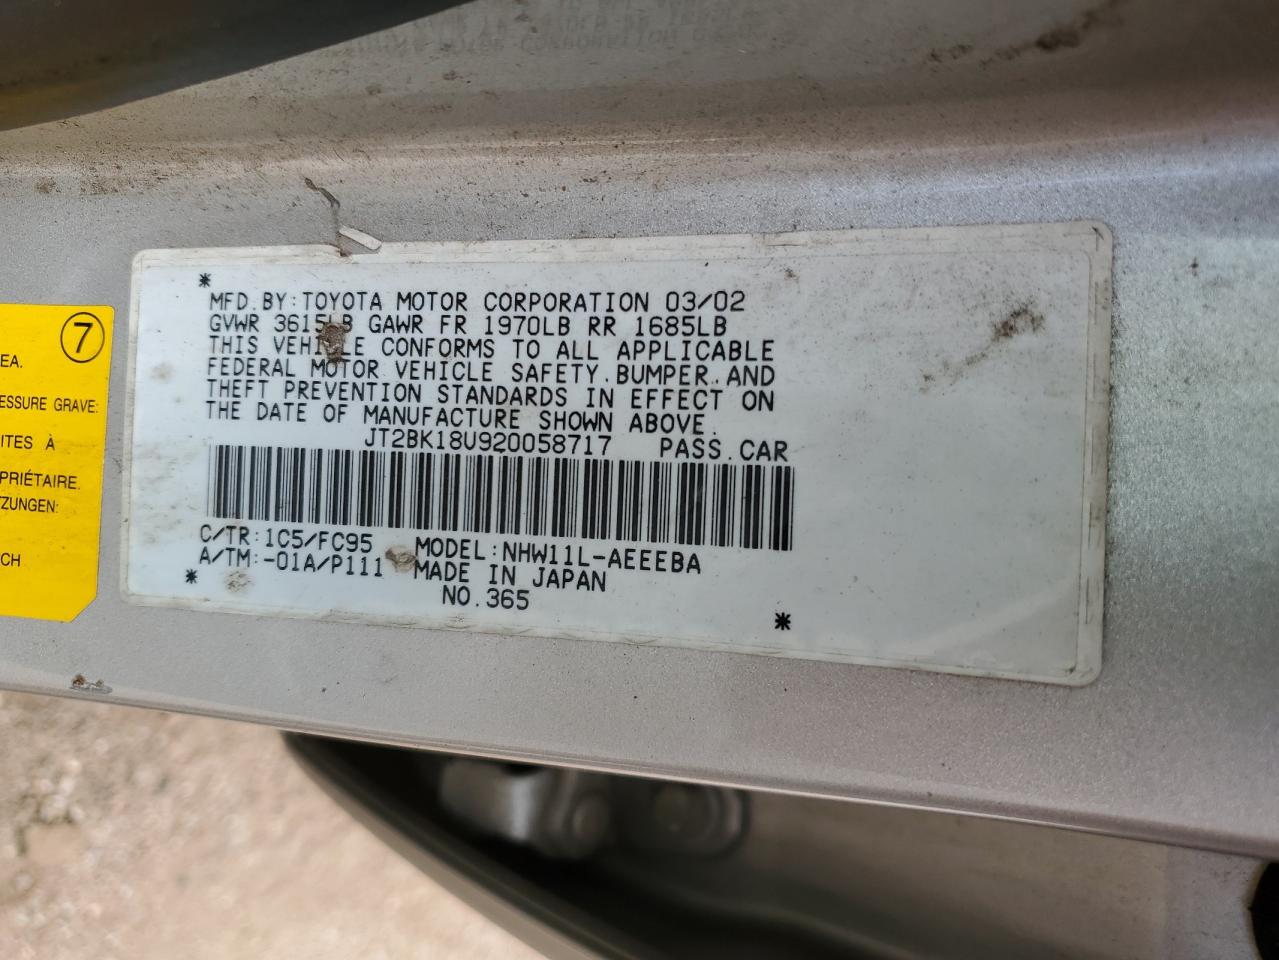 7
EA.
ESSURE GRAVE:
ITES À
PRIÉTAIRE.
TZUNGEN:
CH
*
MFD. BY: TOYOTA MOTOR CORPORATION 03/02
GVWR 3615LB GAWR FR 1970LB RR 1685LB
THIS VEHICLE CONFORMS TO ALL APPLICABLE
FEDERAL MOTOR VEHICLE SAFETY, BUMPER, AND
THEFT PREVENTION STANDARDS IN EFFECT ON
THE DATE OF MANUFACTURE SHOWN ABOVE.
JT2BK18U920058717 PASS. CAR
C/TR: 1C5/FC95 MODEL: NHW11L-AEEEBA
A/TM: -01A/P111 MADE IN JAPAN
* NO. 365 *